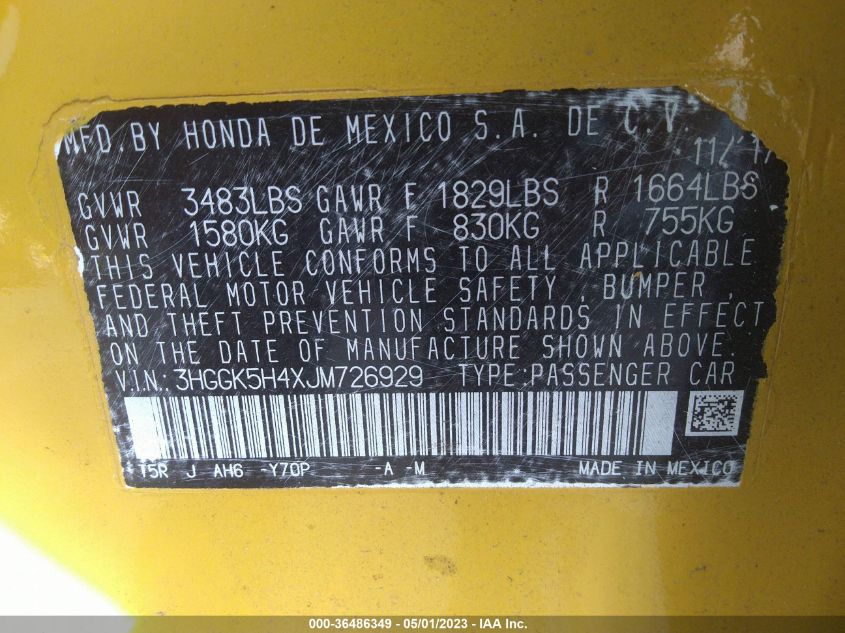 MFD. BY HONDA DE MEXICO S.A. DE C.V.
11/'17
GVWR 3483LBS GAWR F 1829LBS R 1664LBS
GVWR 1580KG GAWR F 830KG R 755KG
THIS VEHICLE CONFORMS TO ALL APPLICABLE
FEDERAL MOTOR VEHICLE SAFETY , BUMPER ,
AND THEFT PREVENTION STANDARDS IN EFFECT
ON THE DATE OF MANUFACTURE SHOWN ABOVE.
V.I.N.: 3HGGK5H4XJM726929 TYPE:PASSENGER CAR
T5R J AH6 -Y70P -A -M MADE IN MEXICO
000-36486349 / 05/01/2023 - IAA Inc.